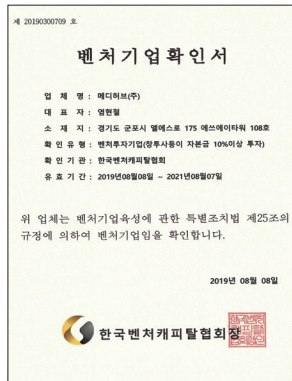 제 20190300709 호
벤처기업확인서
업 체 명 : 메디허브(주)
대 표 자 : 염현철
소 재 지 : 경기도 군포시 엘에스로 175 에쓰에이타워 108호
확 인 유 형 : 벤처투자기업(창투사등이 자본금 10%이상 투자)
확 인 기 관 : 한국벤처캐피탈협회
유 효 기 간 : 2019년08월08일 ~ 2021년08월07일
위 업체는 벤처기업육성에 관한 특별조치법 제25조의
규정에 의하여 벤처기업임을 확인합니다.
2019년 08월 08일
한국벤처캐피탈협회장